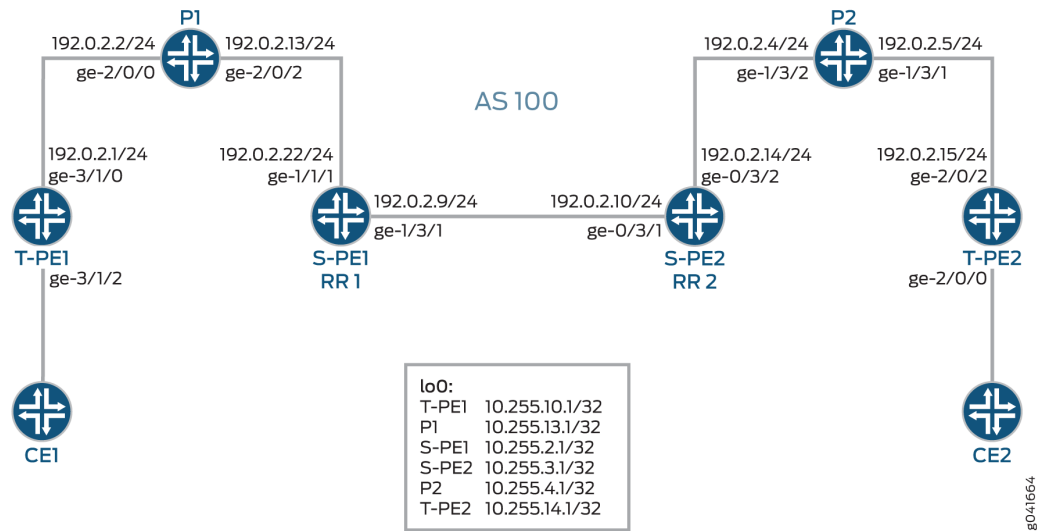 P1
192.0.2.2/24
192.0.2.13/24
ge-2/0/0
ge-2/0/2
P2
192.0.2.4/24
192.0.2.5/24
ge-1/3/2
ge-1/3/1
AS 100
192.0.2.1/24
ge-3/1/0
192.0.2.22/24
ge-1/1/1
192.0.2.14/24
ge-0/3/2
192.0.2.15/24
ge-2/0/2
192.0.2.9/24
ge-1/3/1
192.0.2.10/24
ge-0/3/1
T-PE1
ge-3/1/2
S-PE1
RR 1
S-PE2
RR 2
T-PE2
ge-2/0/0
CE1
lo0:
T-PE1 10.255.10.1/32
P1 10.255.13.1/32
S-PE1 10.255.2.1/32
S-PE2 10.255.3.1/32
P2 10.255.4.1/32
T-PE2 10.255.14.1/32
CE2
g041664